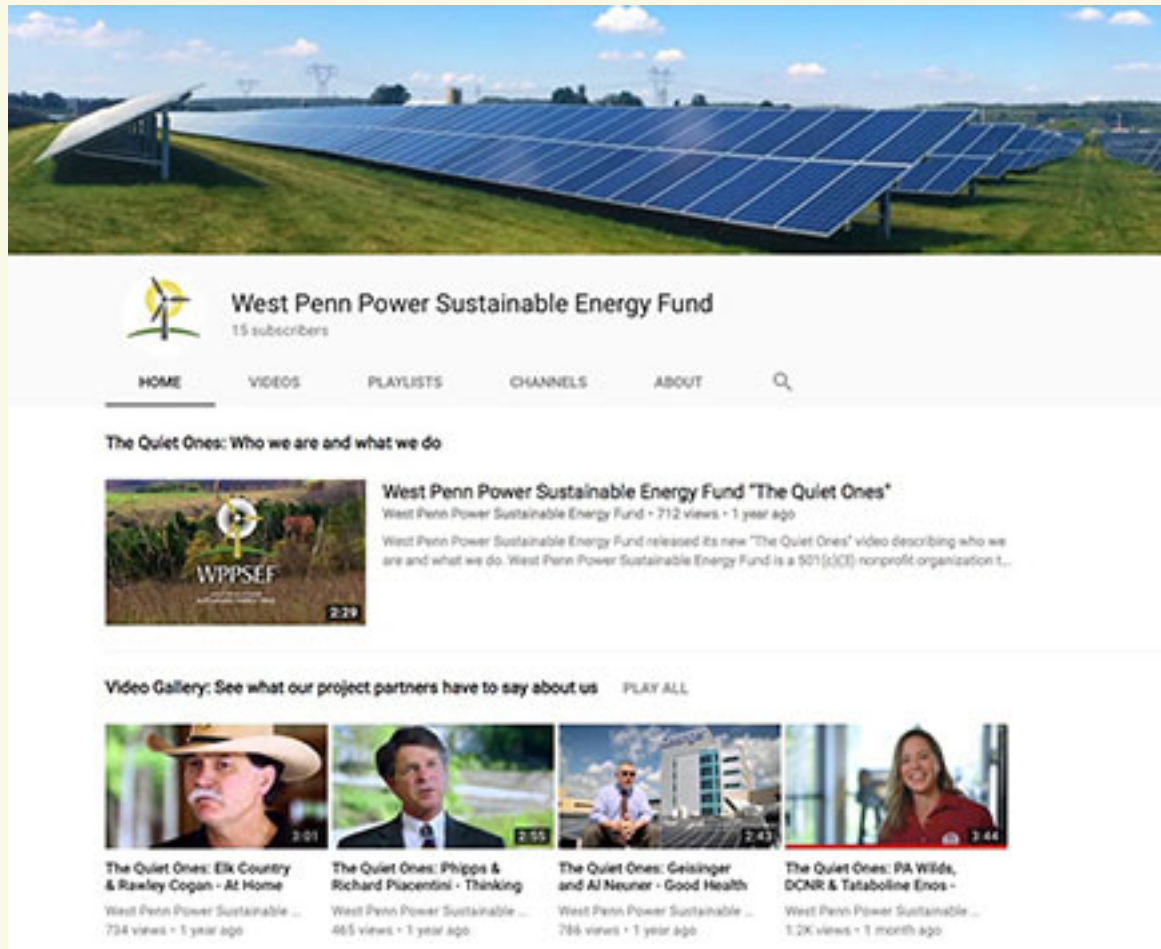 West Penn Power Sustainable Energy Fund
15 subscribers
HOME VIDEOS PLAYLISTS CHANNELS ABOUT
The Quiet Ones: Who we are and what we do
WPPSEF
2:29
West Penn Power Sustainable Energy Fund "The Quiet Ones"
West Penn Power Sustainable Energy Fund • 712 views • 1 year ago
West Penn Power Sustainable Energy Fund released its new "The Quiet Ones" video describing who we
are and what we do. West Penn Power Sustainable Energy Fund is a 501(c)(3) nonprofit organization t...
Video Gallery: See what our project partners have to say about us PLAY ALL
3:01
2:55
2:43
3:44
The Quiet Ones: Elk Country
& Rawley Cogan - At Home
West Penn Power Sustainable ...
734 views • 1 year ago
The Quiet Ones: Phipps &
Richard Piacentini - Thinking
West Penn Power Sustainable ...
465 views • 1 year ago
The Quiet Ones: Geisinger
and Al Neuner - Good Health
West Penn Power Sustainable ...
786 views • 1 year ago
The Quiet Ones: PA Wilds,
DCNR & Tataboline Enos -
West Penn Power Sustainable ...
1.2K views • 1 month ago